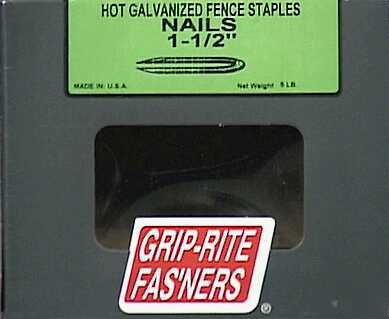 HOT GALVANIZED FENCE STAPLES
NAILS
1-1/2"
MADE IN: U.S.A. Net Weight 5 LB.
GRIP-RITE
FAS'NERS
®